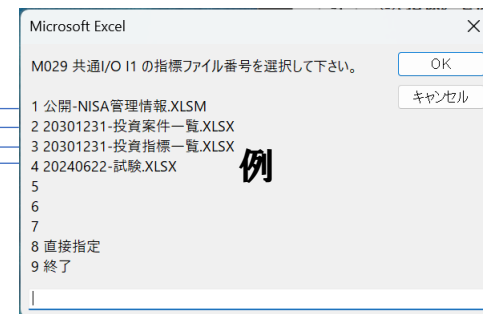 Microsoft Excel
M029 共通I/O I1 の指標ファイル番号を選択して下さい。
OK
キャンセル
1 公開-NISA管理情報.XLSM
2 20301231-投資案件一覧.XLSX
3 20301231-投資指標一覧.XLSX
4 20240622-試験.XLSX
例
5
6
7
8 直接指定
9 終了